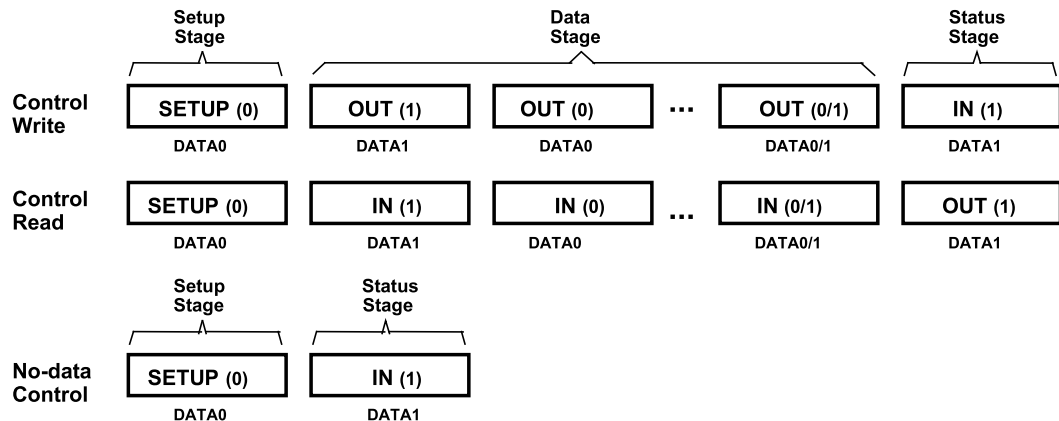 Setup
Stage
Data
Stage
Status
Stage
Control
Write
SETUP (0) OUT (1) OUT (0) ... OUT (0/1) IN (1)
DATA0 DATA1 DATA0 DATA0/1 DATA1
Control
Read
SETUP (0) IN (1) IN (0) ... IN (0/1) OUT (1)
DATA0 DATA1 DATA0 DATA0/1 DATA1
Setup
Stage
Status
Stage
No-data
Control
SETUP (0) IN (1)
DATA0 DATA1